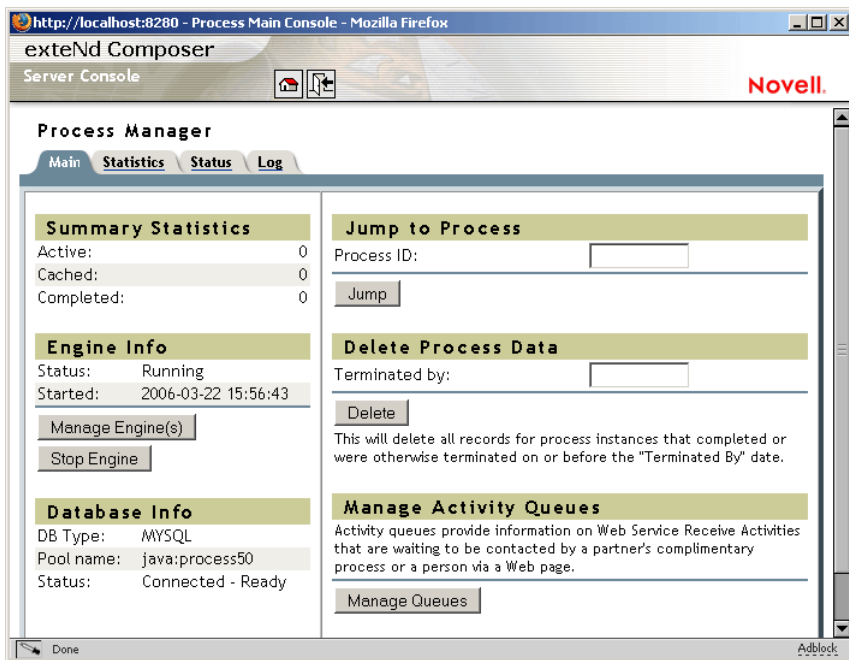 http://localhost:8280 - Process Main Console - Mozilla Firefox
exteNd Composer
Server Console
Novell.
Process Manager
Main Statistics Status Log
Summary Statistics
Active: 0
Cached: 0
Completed: 0
Engine Info
Status: Running
Started: 2006-03-22 15:56:43
Manage Engine(s)
Stop Engine
Database Info
DB Type: MYSQL
Pool name: java:process50
Status: Connected - Ready
Jump to Process
Process ID:
Jump
Delete Process Data
Terminated by:
Delete
This will delete all records for process instances that completed or
were otherwise terminated on or before the "Terminated By" date.
Manage Activity Queues
Activity queues provide information on Web Service Receive Activities
that are waiting to be contacted by a partner's complimentary
process or a person via a Web page.
Manage Queues
Done
Adblock